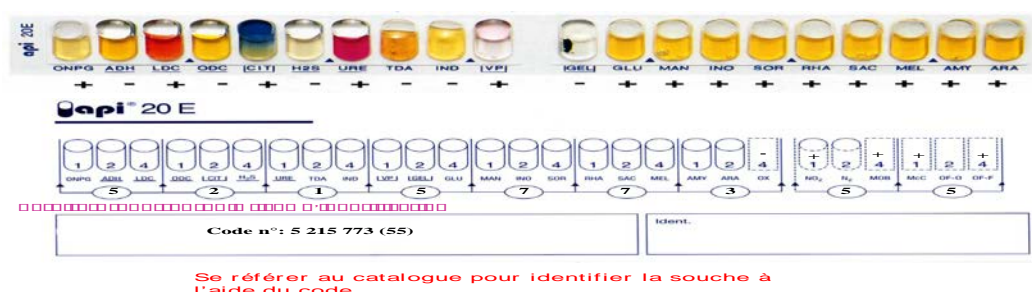 api 20E
ONPG ADH LDC ODC |CIT| H2S URE TDA IND |VP| |GEL| GLU MAN INO SOR RHA SAC MEL AMY ARA
+ - + - + - + - - + - + + + + + + + + +
api® 20 E
1 2 4 1 2 4 1 2 4 1 2 4 1 2 4 1 2 4 1 2 - 4 + 1 2 + 4 + 1 2 + 4
ONPG ADH LDC ODC |CIT| H₂S URE TDA IND |VP| |GEL| GLU MAN INO SOR RHA SAC MEL AMY ARA OX NO₂ N₂ MOB McC OF-O OF-F
5 2 1 5 7 7 3 5 5
Code n°: 5 215 773 (55)
Ident.
Se référer au catalogue pour identifier la souche à
l'aide du code